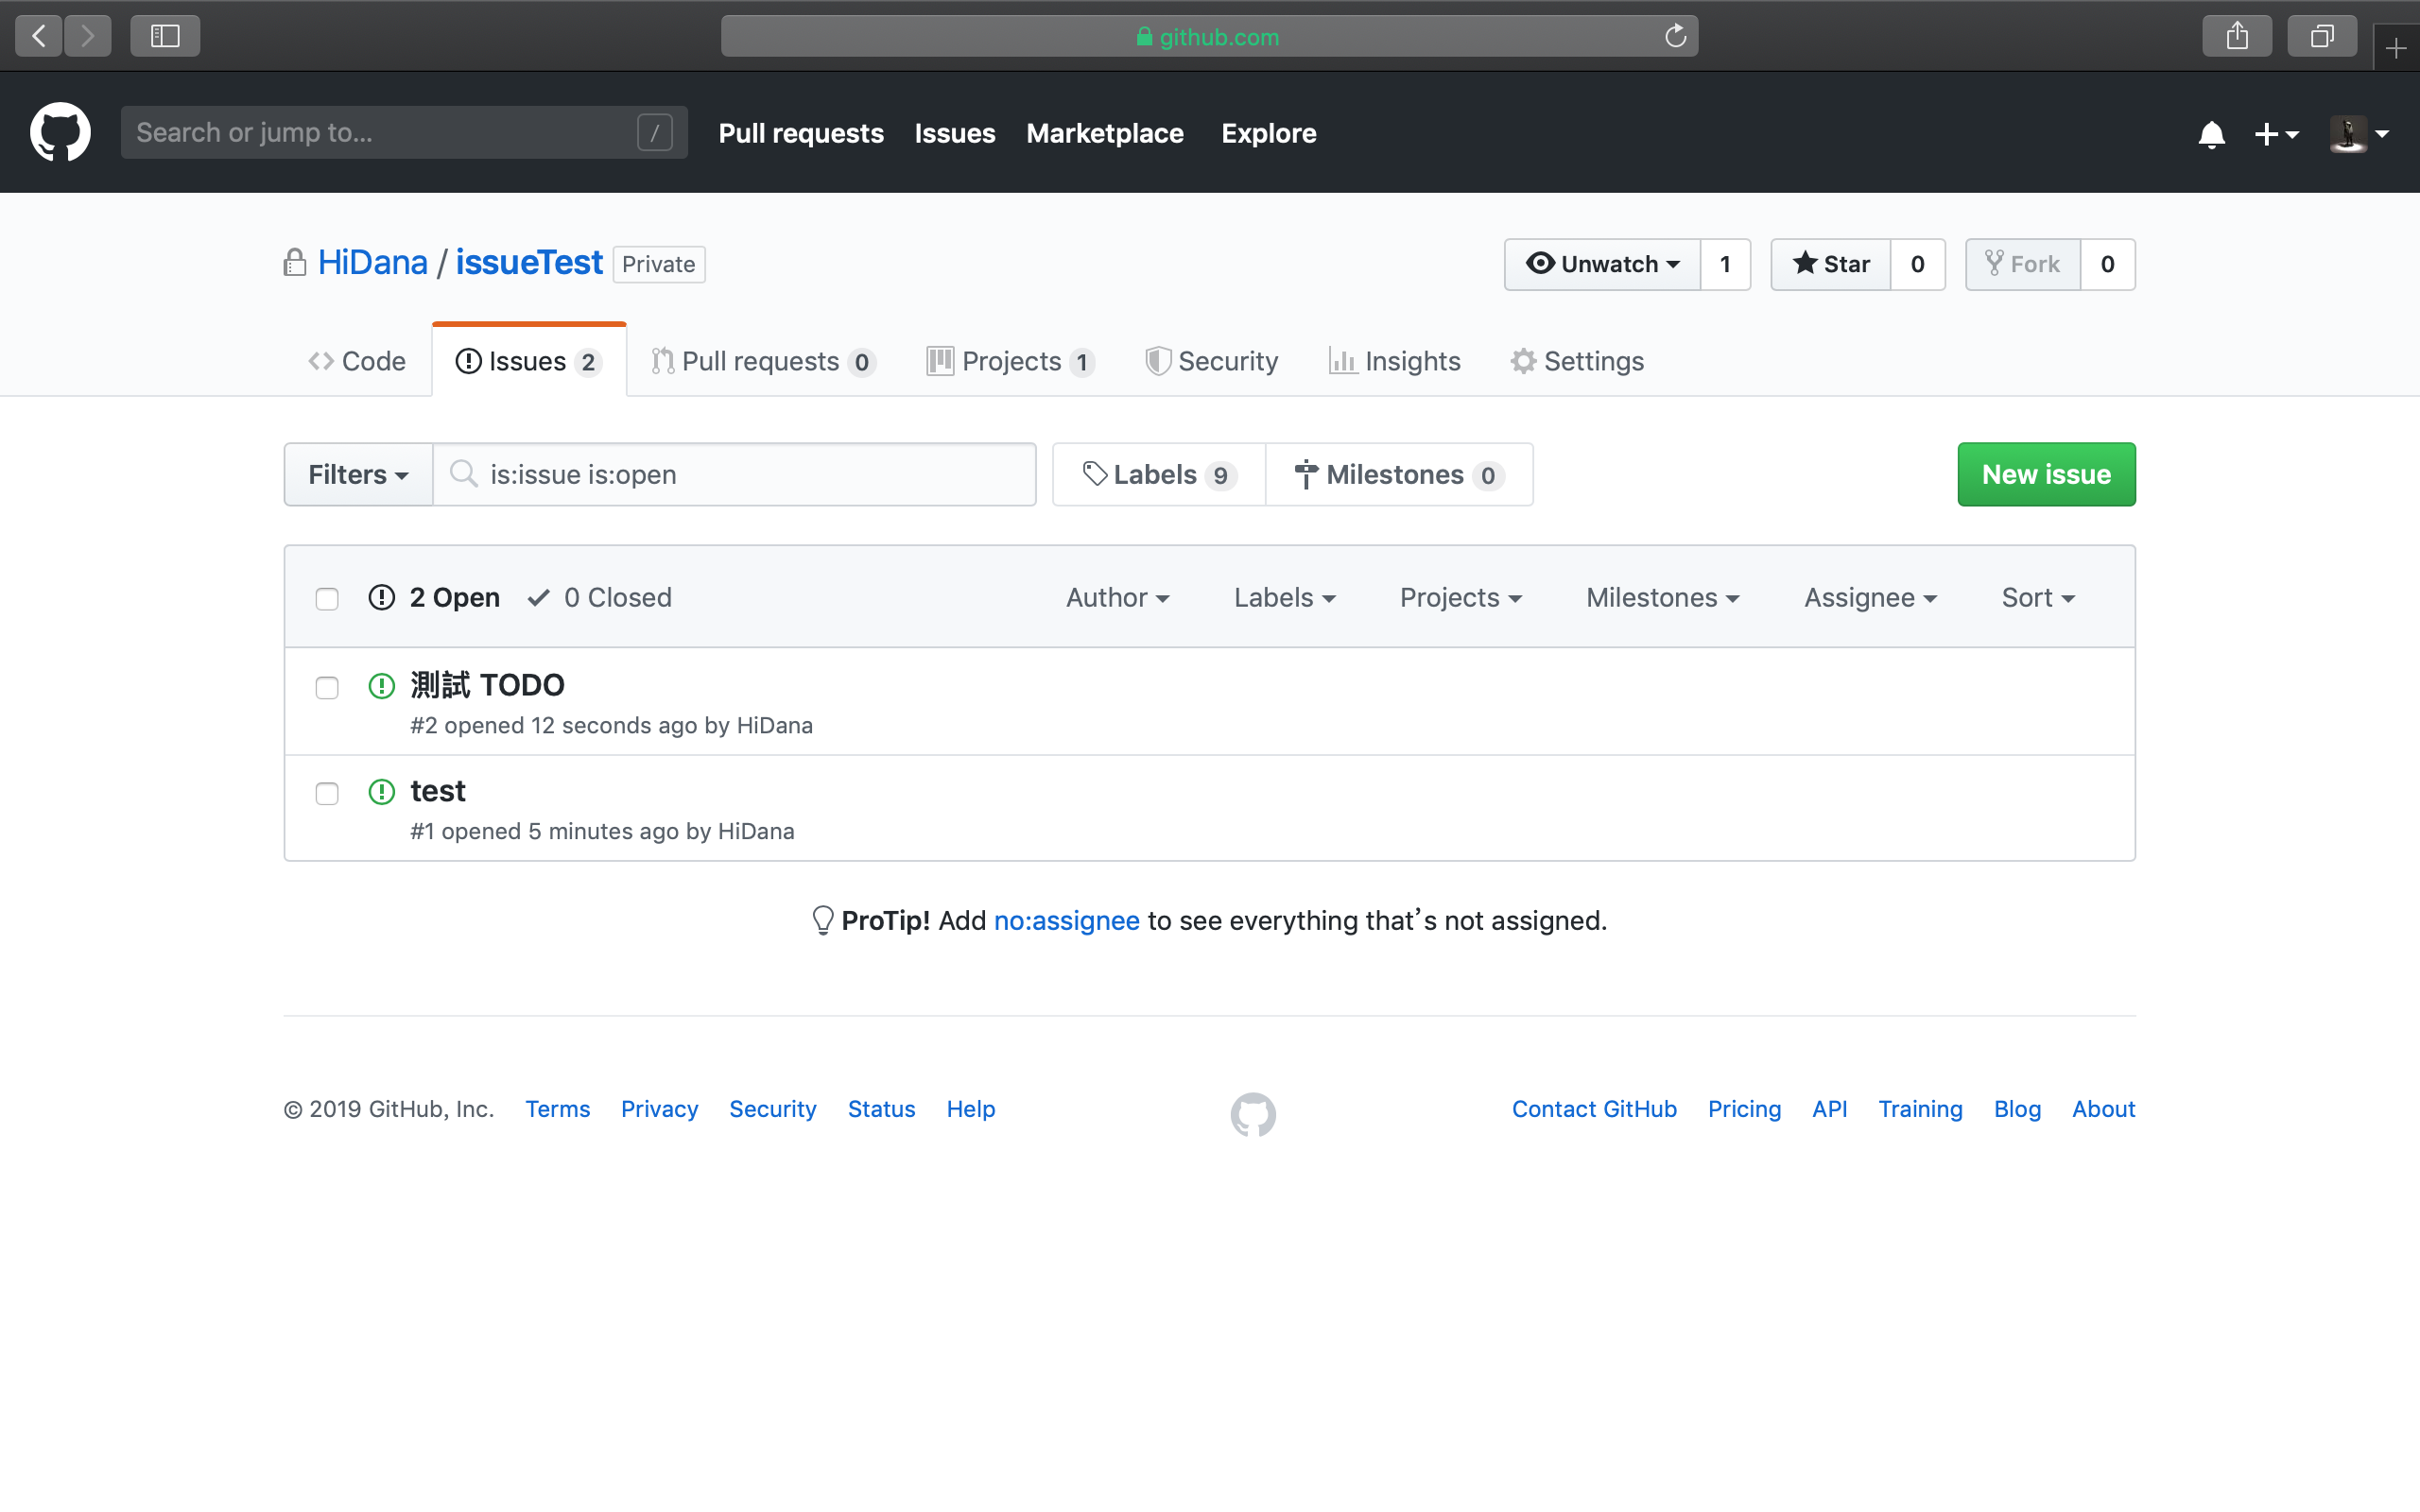 github.com
Search or jump to... /
Pull requests Issues Marketplace Explore
HiDana / issueTest Private
Unwatch 1 Star 0 Fork 0
Code Issues 2 Pull requests 0 Projects 1 Security Insights Settings
Filters is:issue is:open Labels 9 Milestones 0 New issue
2 Open 0 Closed Author Labels Projects Milestones Assignee Sort
測試 TODO
#2 opened 12 seconds ago by HiDana
test
#1 opened 5 minutes ago by HiDana
ProTip! Add no:assignee to see everything that’s not assigned.
© 2019 GitHub, Inc. Terms Privacy Security Status Help Contact GitHub Pricing API Training Blog About